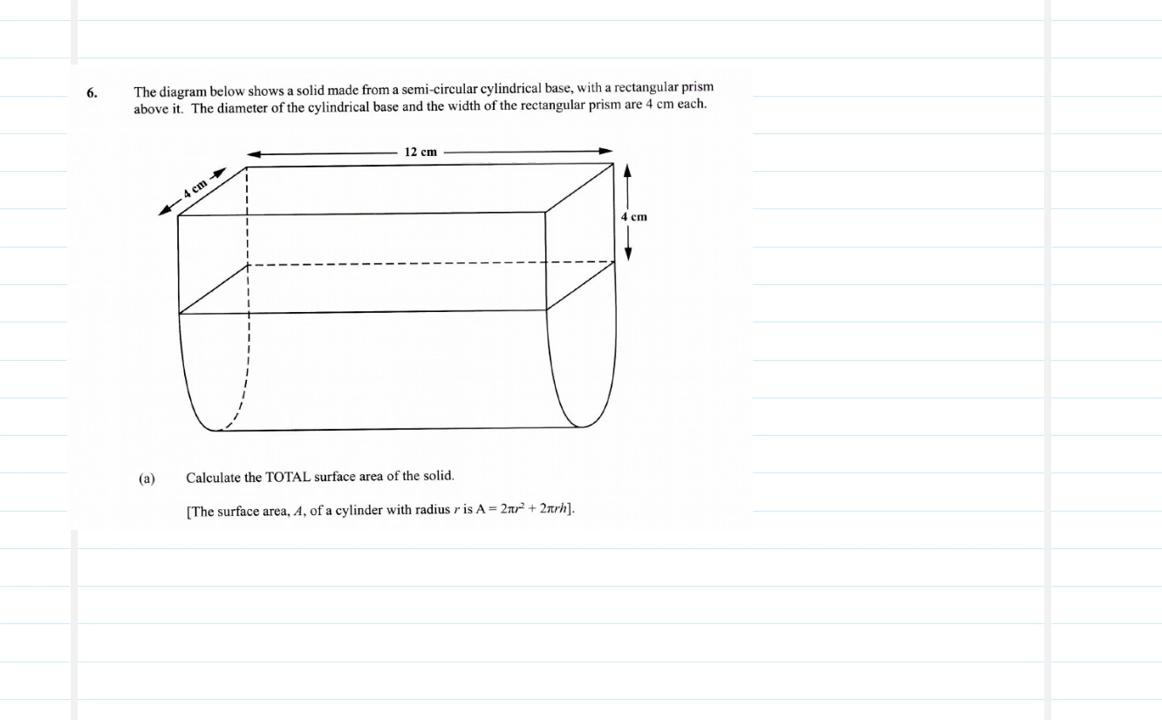 6. The diagram below shows a solid made from a semi-circular cylindrical base, with a rectangular prism
above it. The diameter of the cylindrical base and the width of the rectangular prism are 4 cm each.
12 cm
4 cm
4 cm
(a) Calculate the TOTAL surface area of the solid.
[The surface area, A, of a cylinder with radius r is A = 2πr² + 2πrh].